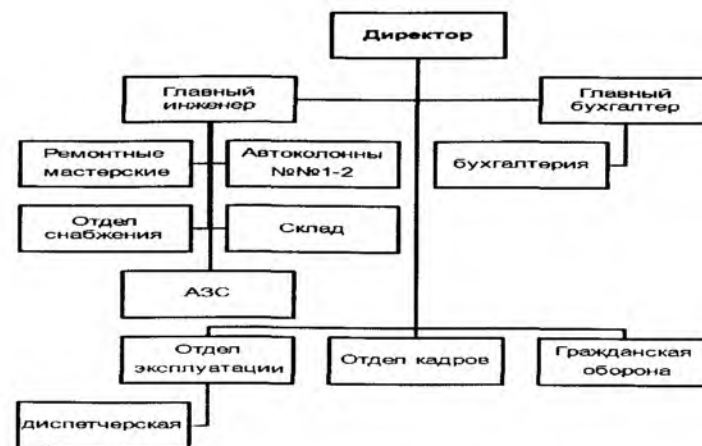 Директор
Главный
инженер
Главный
бухгалтер
Ремонтные
мастерские
Автоколонны
№№1-2
бухгалтерия
Отдел
снабжения
Склад
АЗС
Отдел
эксплуатации
Отдел кадров
Гражданская
оборона
диспетчерская